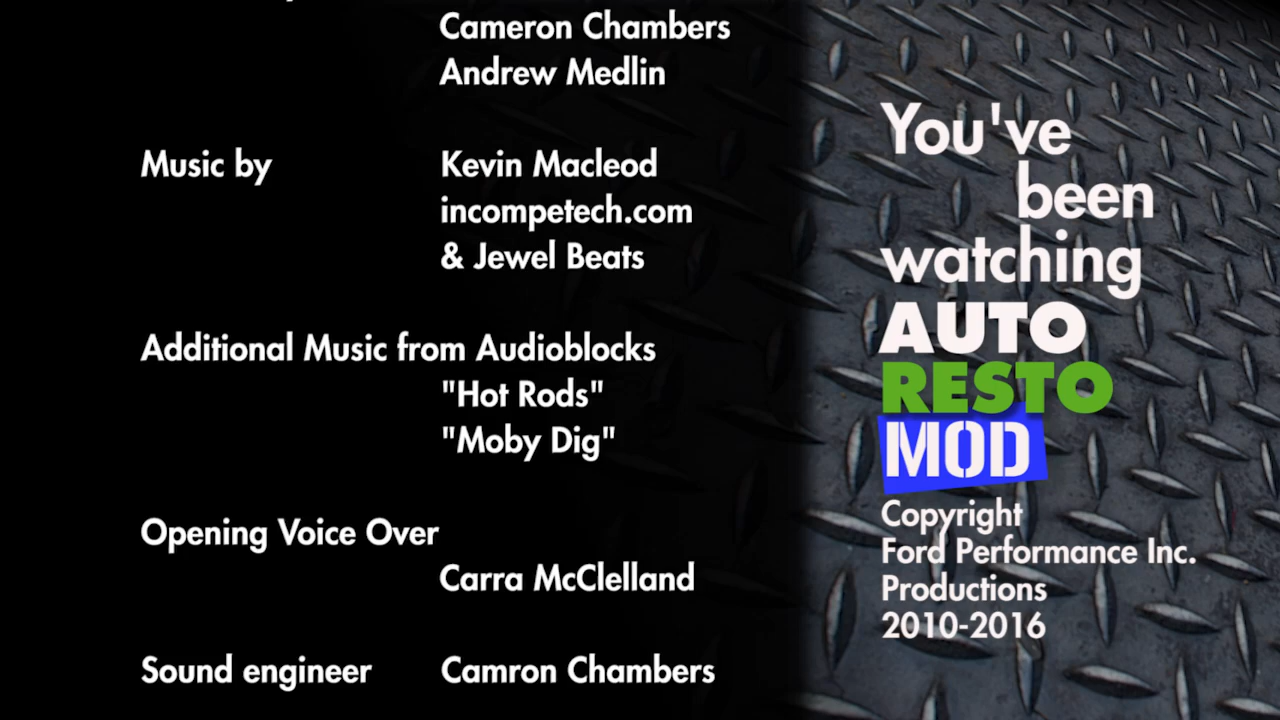 Cameron Chambers
Andrew Medlin
Music by Kevin Macleod
incompetech.com
& Jewel Beats
Additional Music from Audioblocks
"Hot Rods"
"Moby Dig"
Opening Voice Over
Carra McClelland
Sound engineer Camron Chambers
You've
been
watching
AUTO
RESTO
MOD
Copyright
Ford Performance Inc.
Productions
2010-2016